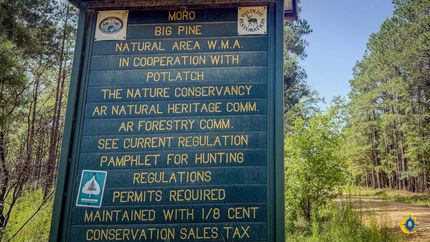 MORO
BIG PINE
NATURAL AREA W.M.A.
IN COOPERATION WITH
POTLATCH
THE NATURE CONSERVANCY
AR NATURAL HERITAGE COMM.
AR FORESTRY COMM.
SEE CURRENT REGULATION
PAMPHLET FOR HUNTING
REGULATIONS
PERMITS REQUIRED
MAINTAINED WITH 1/8 CENT
CONSERVATION SALES TAX